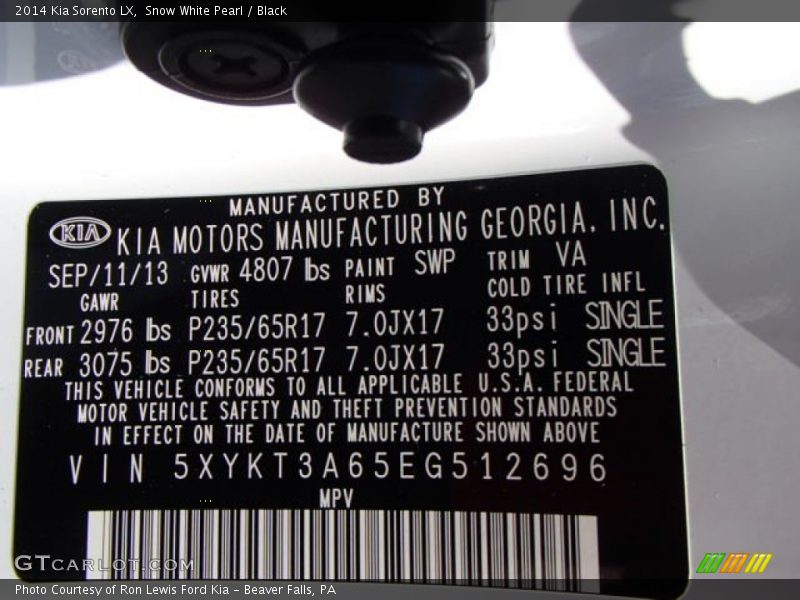 2014 Kia Sorento LX, Snow White Pearl / Black
MANUFACTURED BY
KIA KIA MOTORS MANUFACTURING GEORGIA, INC.
SEP/11/13 GVWR 4807 lbs PAINT SWP TRIM VA
GAWR TIRES RIMS COLD TIRE INFL
FRONT 2976 lbs P235/65R17 7.0JX17 33psi SINGLE
REAR 3075 lbs P235/65R17 7.0JX17 33psi SINGLE
THIS VEHICLE CONFORMS TO ALL APPLICABLE U.S.A. FEDERAL
MOTOR VEHICLE SAFETY AND THEFT PREVENTION STANDARDS
IN EFFECT ON THE DATE OF MANUFACTURE SHOWN ABOVE
VIN 5XYKT3A65EG512696
MPV
GTCARLOT.COM
Photo Courtesy of Ron Lewis Ford Kia - Beaver Falls, PA